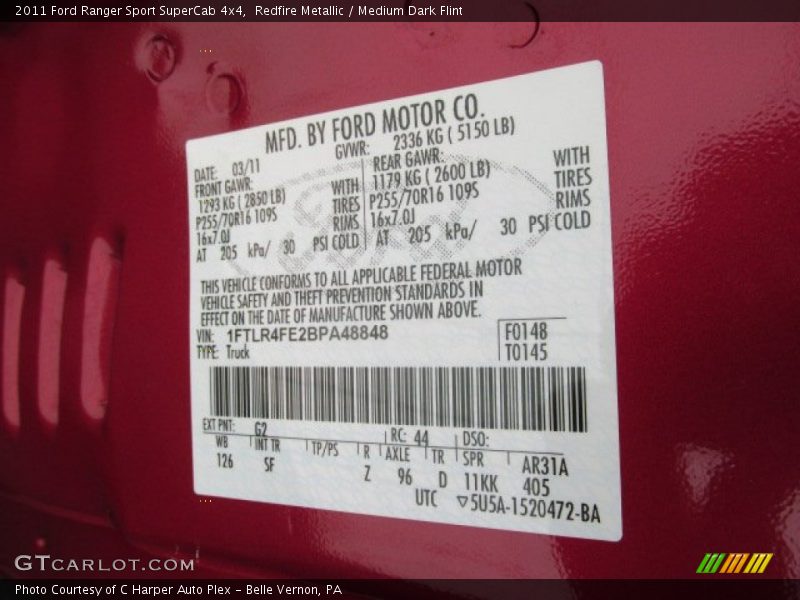 2011 Ford Ranger Sport SuperCab 4x4,  Redfire Metallic / Medium Dark Flint
MFD. BY FORD MOTOR CO.
DATE: 03/11 GVWR: 2336 KG ( 5150 LB)
FRONT GAWR: REAR GAWR:
1293 KG ( 2850 LB) WITH 1179 KG ( 2600 LB) WITH
P255/70R16 109S TIRES P255/70R16 109S TIRES
16x7.0J RIMS 16x7.0J RIMS
AT 205 kPa/ 30 PSI COLD AT 205 kPa/ 30 PSI COLD
THIS VEHICLE CONFORMS TO ALL APPLICABLE FEDERAL MOTOR
VEHICLE SAFETY AND THEFT PREVENTION STANDARDS IN
EFFECT ON THE DATE OF MANUFACTURE SHOWN ABOVE.
VIN: 1FTLR4FE2BPA48848 F0148
TYPE: Truck T0145
EXT PNT: G2 RC: 44 DSO:
WB INT TR TP/PS R AXLE TR SPR AR31A
126 SF Z 96 D 11KK 405
UTC ▽5U5A-1520472-BA
GTCARLOT.COM
Photo Courtesy of C Harper Auto Plex - Belle Vernon, PA